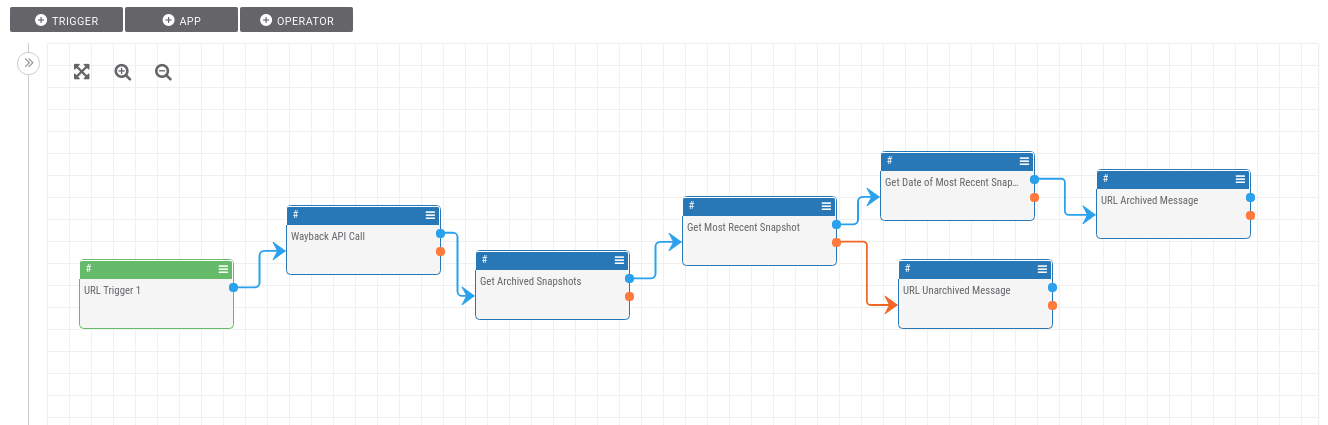 TRIGGER
APP
OPERATOR
#
Get Date of Most Recent Snap...
#
URL Archived Message
#
Get Most Recent Snapshot
#
Wayback API Call
#
Get Archived Snapshots
#
URL Trigger 1
#
URL Unarchived Message